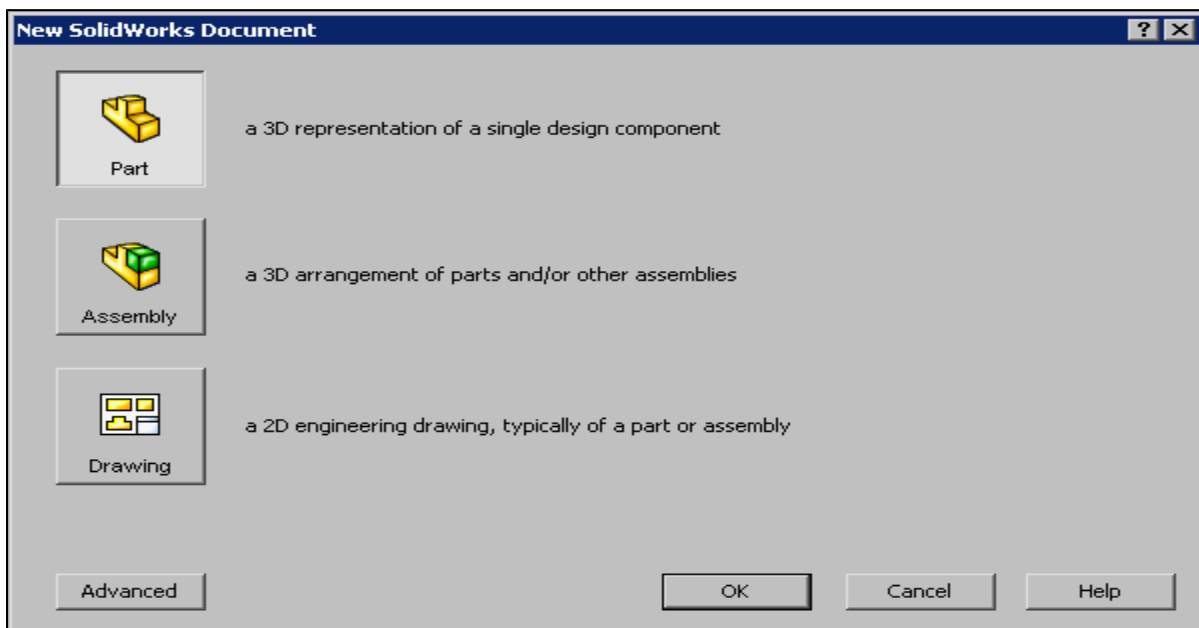 New SolidWorks Document
Part
a 3D representation of a single design component
Assembly
a 3D arrangement of parts and/or other assemblies
Drawing
a 2D engineering drawing, typically of a part or assembly
Advanced
OK
Cancel
Help